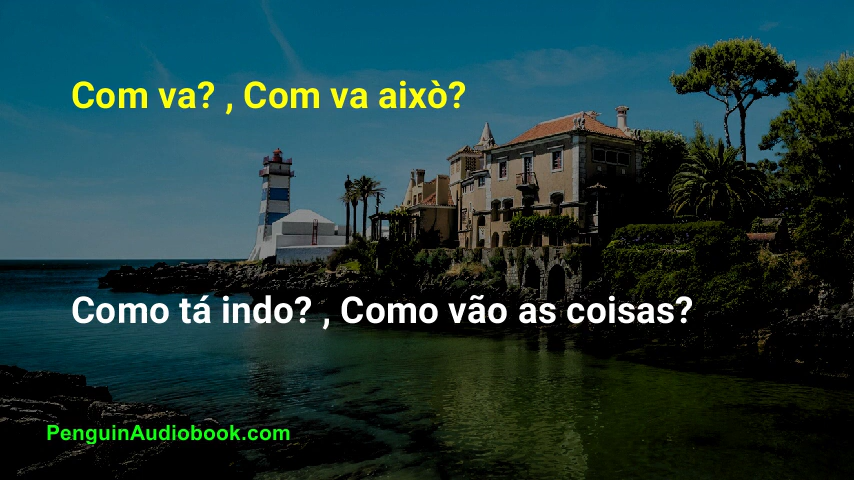 Com va? , Com va això?
Como tá indo? , Como vão as coisas?
PenguinAudiobook.com